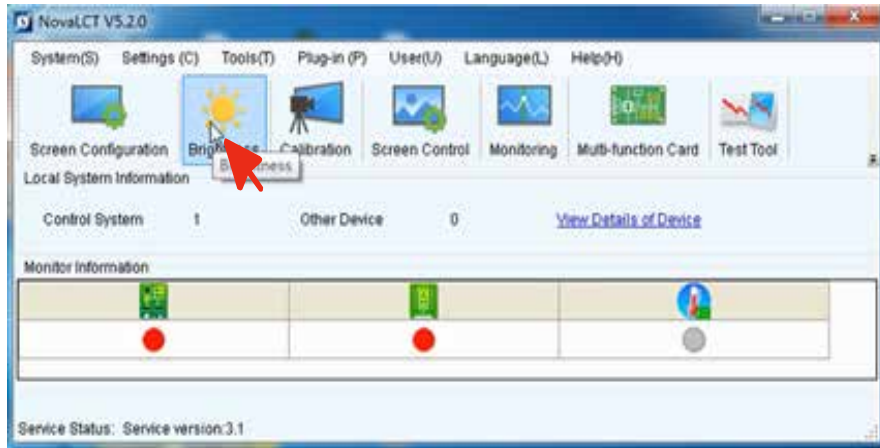 NovaLCT V5.2.0
System(S) Settings (C) Tools(T) Plug-in (P) User(U) Language(L) Help(H)
Screen Configuration Calibration Screen Control Monitoring Multi-function Card Test Tool
Local System Information
Control System 1 Other Device 0 View Details of Device
Monitor Information
Service Status: Service version:3.1